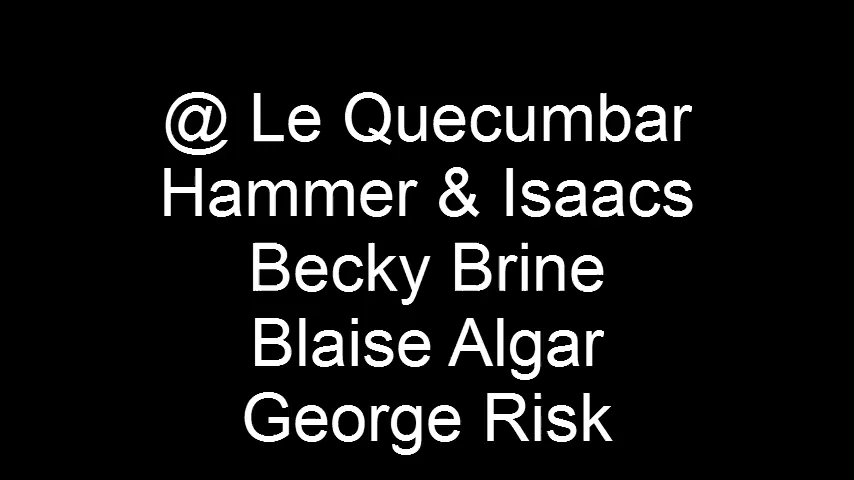 @ Le Quecumbar
Hammer & Isaacs
Becky Brine
Blaise Algar
George Risk